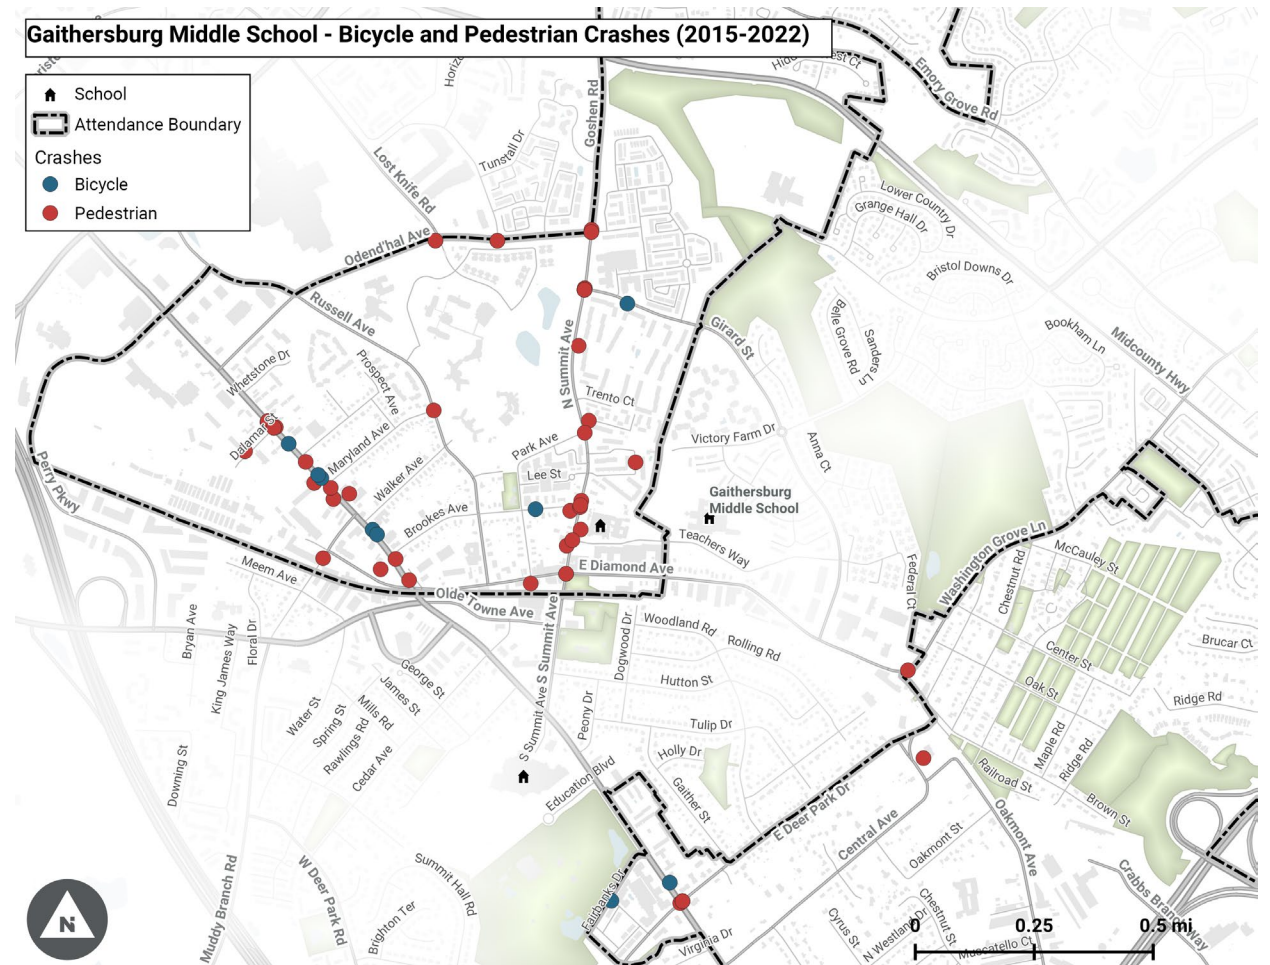 Gaithersburg Middle School - Bicycle and Pedestrian Crashes (2015-2022)
School
Attendance Boundary
Crashes
Bicycle
Pedestrian
Emory Grove Rd
Goshen Rd
Tunstall Dr
Lost Knife Rd
Lower Country Dr
Grange Hall Dr
Odend'hal Ave
Bristol Downs Dr
Russell Ave
Girard St
Belle Grove Rd
Sanders Ln
Bookham Ln
Midcounty Hwy
N Summit Ave
Whetstone Dr
Prospect Ave
Trento Ct
Dalamar St
Maryland Ave
Park Ave
Victory Farm Dr
Anna Ct
Walker Ave
Lee St
Perry Pkwy
Brookes Ave
Gaithersburg
Middle School
Teachers Way
Washington Grove Ln
McCauley St
Meem Ave
E Diamond Ave
Federal Ct
Chestnut Rd
Olde Towne Ave
Bryan Ave
King James Way
Floral Dr
S Summit Ave
S Summit Ave
Dogwood Dr
Woodland Rd
Rolling Rd
Brucar Ct
Center St
George St
James St
Hutton St
Oak St
Ridge Rd
Water St
Spring St
Mills Rd
Rawlings Rd
Cedar Ave
Peony Dr
Tulip Dr
Maple Rd
Ridge Rd
Holly Dr
Downing St
Education Blvd
Gaither St
Railroad St
Brown St
E Deer Park Dr
Central Ave
Oakmont St
Oakmont Ave
Muddy Branch Rd
W Deer Park Rd
Summit Hall Rd
Brighton Ter
Fairbanks Dr
Virginia Dr
Cyrus St
N Westland Dr
Chestnut St
Muscatello Ct
Crabbs Branch Way
N
0 0.25 0.5 mi